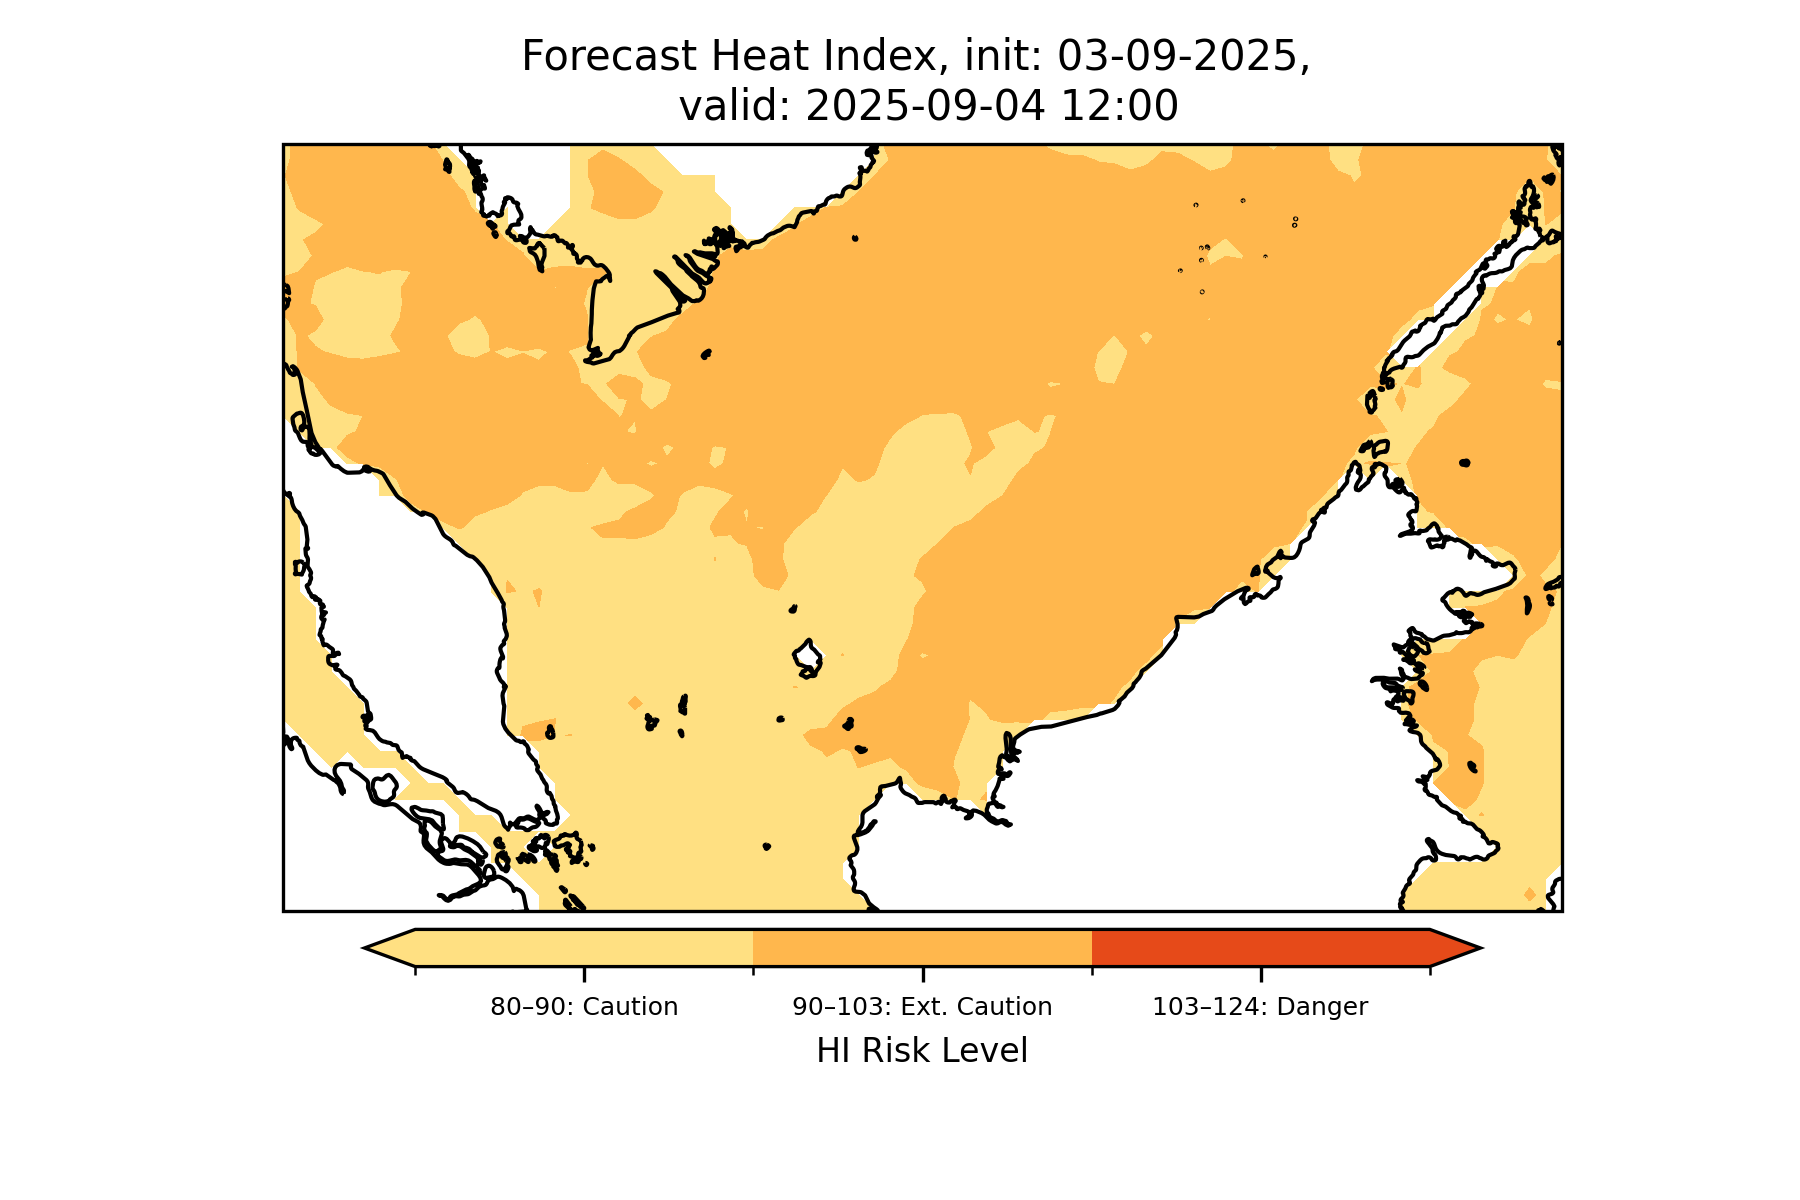 Forecast Heat Index, init: 03-09-2025,
valid: 2025-09-04 12:00
80–90: Caution
90–103: Ext. Caution
103–124: Danger
HI Risk Level